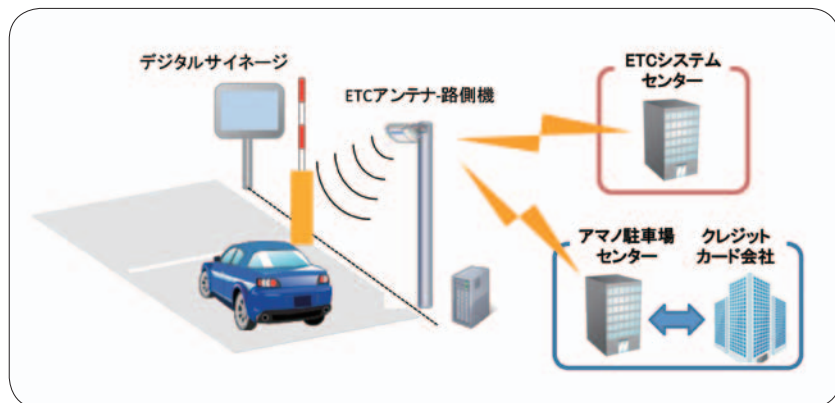 デジタルサイネージ
ETCアンテナ-路側機
ETCシステム
センター
アマノ駐車場
センター
クレジット
カード会社